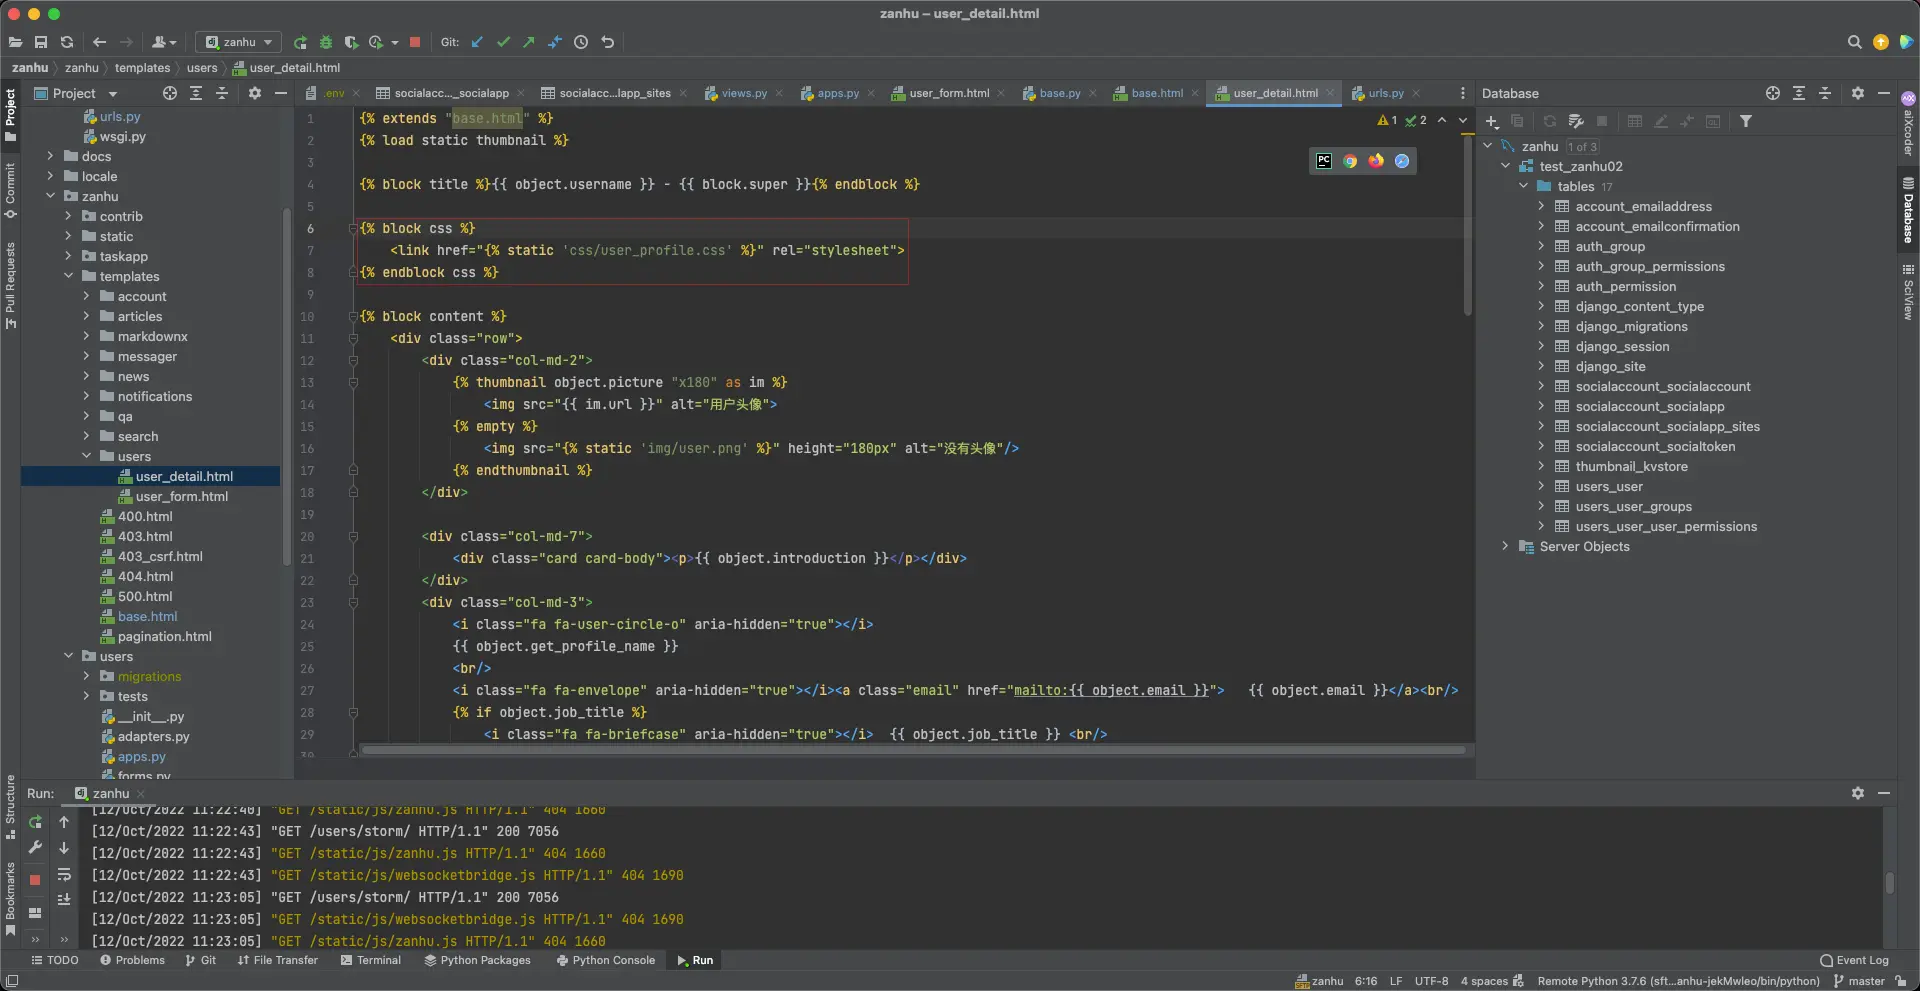 zanhu – user_detail.html
zanhu
Git:
zanhu
zanhu
templates
users
user_detail.html
Project
.env
socialacc..._socialapp
socialacc...lapp_sites
views.py
apps.py
user_form.html
base.py
base.html
user_detail.html
urls.py
Database
Project
Commit
Pull Requests
Structure
Bookmarks
urls.py
wsgi.py
docs
locale
zanhu
contrib
static
taskapp
templates
account
articles
markdownx
messager
news
notifications
qa
search
users
user_detail.html
user_form.html
400.html
403.html
403_csrf.html
404.html
500.html
base.html
pagination.html
users
migrations
tests
__init__.py
adapters.py
apps.py
forms.py
1 {% extends "base.html" %}
2 {% load static thumbnail %}
3
4 {% block title %}{{ object.username }} - {{ block.super }}{% endblock %}
5
6 {% block css %}
7 <link href="{% static 'css/user_profile.css' %}" rel="stylesheet">
8 {% endblock css %}
9
10 {% block content %}
11 <div class="row">
12 <div class="col-md-2">
13 {% thumbnail object.picture "x180" as im %}
14 <img src="{{ im.url }}" alt="用户头像">
15 {% empty %}
16 <img src="{% static 'img/user.png' %}" height="180px" alt="没有头像"/>
17 {% endthumbnail %}
18 </div>
19
20 <div class="col-md-7">
21 <div class="card card-body"><p>{{ object.introduction }}</p></div>
22 </div>
23 <div class="col-md-3">
24 <i class="fa fa-user-circle-o" aria-hidden="true"></i>
25 {{ object.get_profile_name }}
26 <br/>
27 <i class="fa fa-envelope" aria-hidden="true"></i><a class="email" href="mailto:{{ object.email }}"> {{ object.email }}</a><br/>
28 {% if object.job_title %}
29 <i class="fa fa-briefcase" aria-hidden="true"></i> {{ object.job_title }} <br/>
30
1 2
PC
zanhu 1 of 3
test_zanhu02
tables 17
account_emailaddress
account_emailconfirmation
auth_group
auth_group_permissions
auth_permission
django_content_type
django_migrations
django_session
django_site
socialaccount_socialaccount
socialaccount_socialapp
socialaccount_socialapp_sites
socialaccount_socialtoken
thumbnail_kvstore
users_user
users_user_groups
users_user_user_permissions
Server Objects
aiXcoder
Database
SciView
Run: zanhu
[12/Oct/2022 11:22:40] "GET /static/js/zanhu.js HTTP/1.1" 404 1660
[12/Oct/2022 11:22:43] "GET /users/storm/ HTTP/1.1" 200 7056
[12/Oct/2022 11:22:43] "GET /static/js/zanhu.js HTTP/1.1" 404 1660
[12/Oct/2022 11:22:43] "GET /static/js/websocketbridge.js HTTP/1.1" 404 1690
[12/Oct/2022 11:23:05] "GET /users/storm/ HTTP/1.1" 200 7056
[12/Oct/2022 11:23:05] "GET /static/js/websocketbridge.js HTTP/1.1" 404 1690
[12/Oct/2022 11:23:05] "GET /static/js/zanhu.js HTTP/1.1" 404 1660
TODO
Problems
Git
File Transfer
Terminal
Python Packages
Python Console
Run
Event Log
zanhu 6:16 LF UTF-8 4 spaces Remote Python 3.7.6 (sft...anhu-jekMwleo/bin/python) master